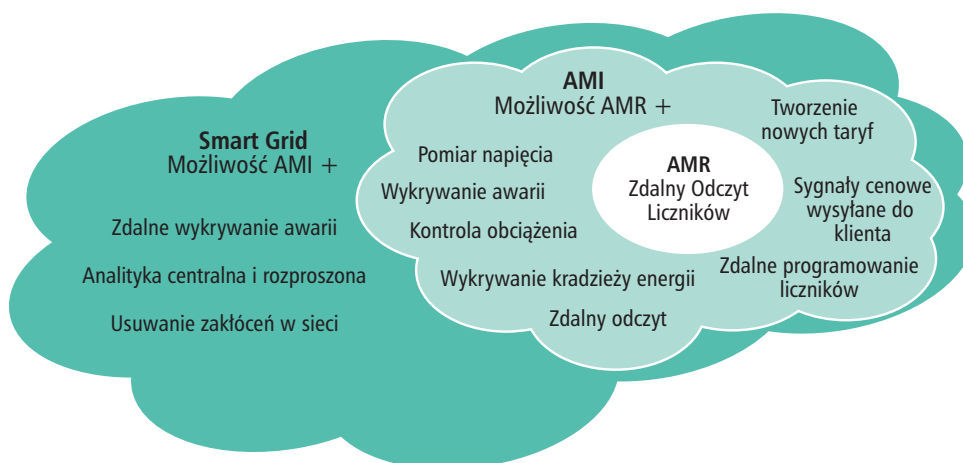 Smart Grid
Możliwość AMI +
Zdalne wykrywanie awarii
Analityka centralna i rozproszona
Usuwanie zakłóceń w sieci
AMI
Możliwość AMR +
Pomiar napięcia
Wykrywanie awarii
Kontrola obciążenia
Wykrywanie kradzieży energii
Zdalny odczyt
AMR
Zdalny Odczyt
Liczników
Tworzenie
nowych taryf
Sygnały cenowe
wysyłane do
klienta
Zdalne programowanie
liczników